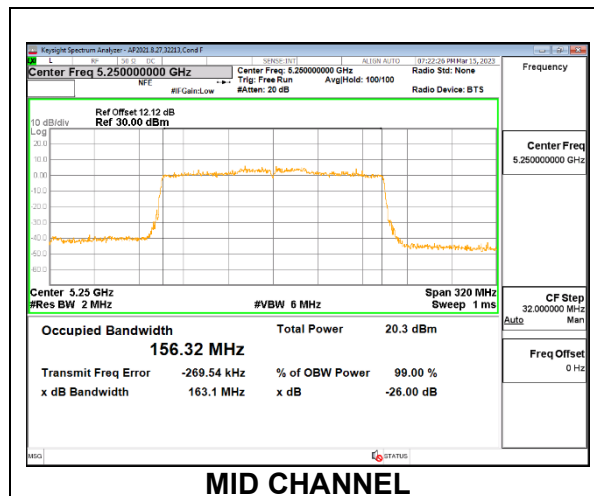 Keysight Spectrum Analyzer - AP2021.8.27,32213,Cond F
L RF 50 Ω DC SENSE:INT ALIGN AUTO 07:22:26 PM Mar 15, 2023
Center Freq 5.250000000 GHz Center Freq: 5.250000000 GHz Radio Std: None Frequency
NFE Trig: Free Run Avg|Hold: 100/100
#IFGain:Low #Atten: 20 dB Radio Device: BTS
Ref Offset 12.12 dB
10 dB/div Ref 30.00 dBm
Log
20.0
10.0
0.00
-10.0
-20.0
-30.0
-40.0
-50.0
-60.0
Center Freq
5.250000000 GHz
Center 5.25 GHz Span 320 MHz
#Res BW 2 MHz #VBW 6 MHz Sweep 1 ms
CF Step
32.000000 MHz
Auto Man
Occupied Bandwidth Total Power 20.3 dBm
156.32 MHz
Transmit Freq Error -269.54 kHz % of OBW Power 99.00 %
x dB Bandwidth 163.1 MHz x dB -26.00 dB
Freq Offset
0 Hz
MSG STATUS
MID CHANNEL